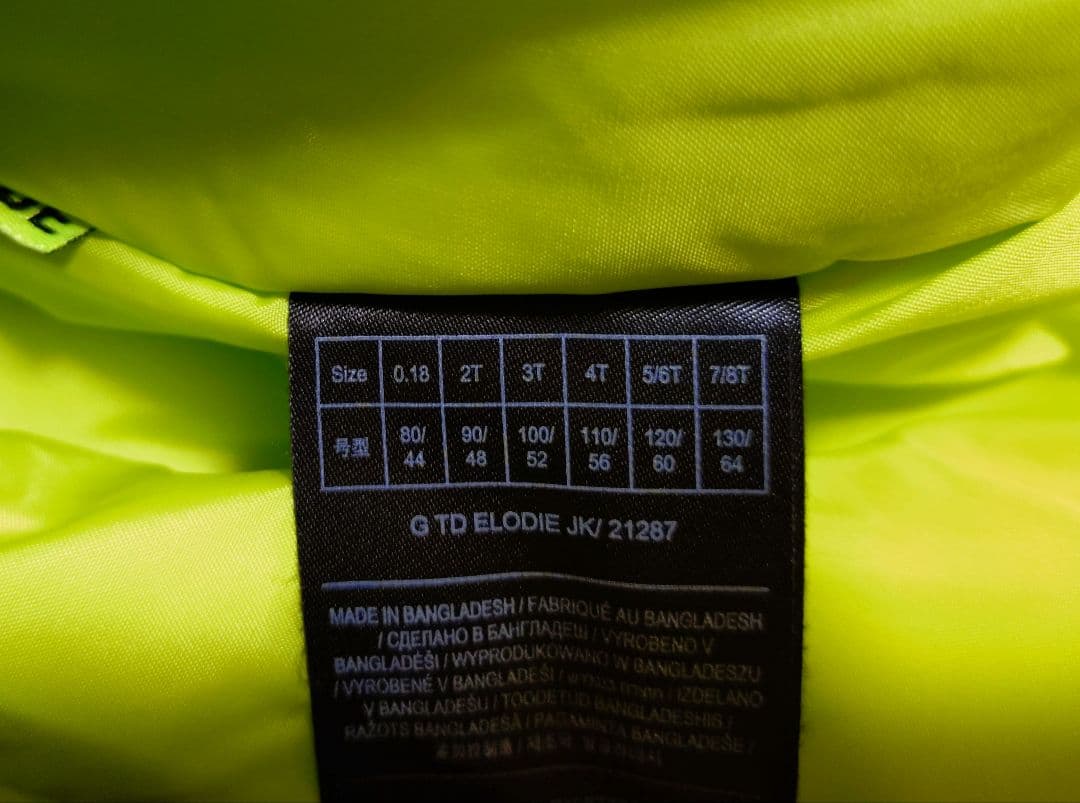 Size 0.18 2T 3T 4T 5/6T 7/8T
号型 80/44 90/48 100/52 110/56 120/60 130/64
G TD ELODIE JK/ 21287
MADE IN BANGLADESH / FABRIQUÉ AU BANGLADESH
/ СДЕЛАНО В БАНГЛАДЕШ / VYROBENO V
BANGLADÉŠI / WYPRODUKOWANO W BANGLADESZU
/ VYROBENÉ V BANGLADÉŠI / / IZDELANO
V BANGLADEŠU / TOODETUD BANGLADESHIS /
RAŽOTS BANGLADEŠĀ / PAGAMINTA BANGLADEŠE /